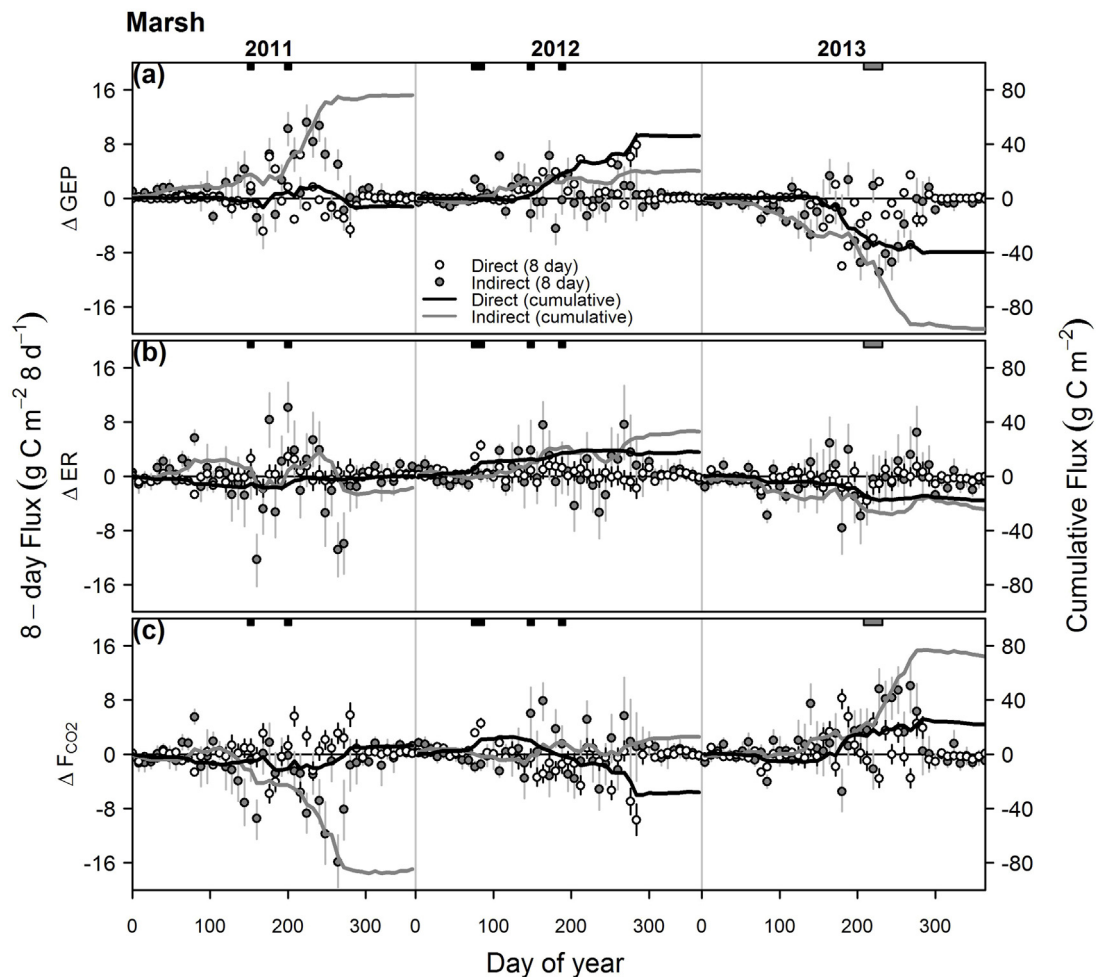 Marsh
2011 2012 2013
(a)
16 80
8 40
0 0
-8 -40
-16 -80
Δ GEP
Direct (8 day)
Indirect (8 day)
Direct (cumulative)
Indirect (cumulative)
(b)
16 80
8 40
0 0
-8 -40
-16 -80
Δ ER
8−day Flux (g C m−2 8 d−1)
Cumulative Flux (g C m−2)
(c)
16 80
8 40
0 0
-8 -40
-16 -80
Δ FCO2
0 100 200 300 0 100 200 300 0 100 200 300
Day of year